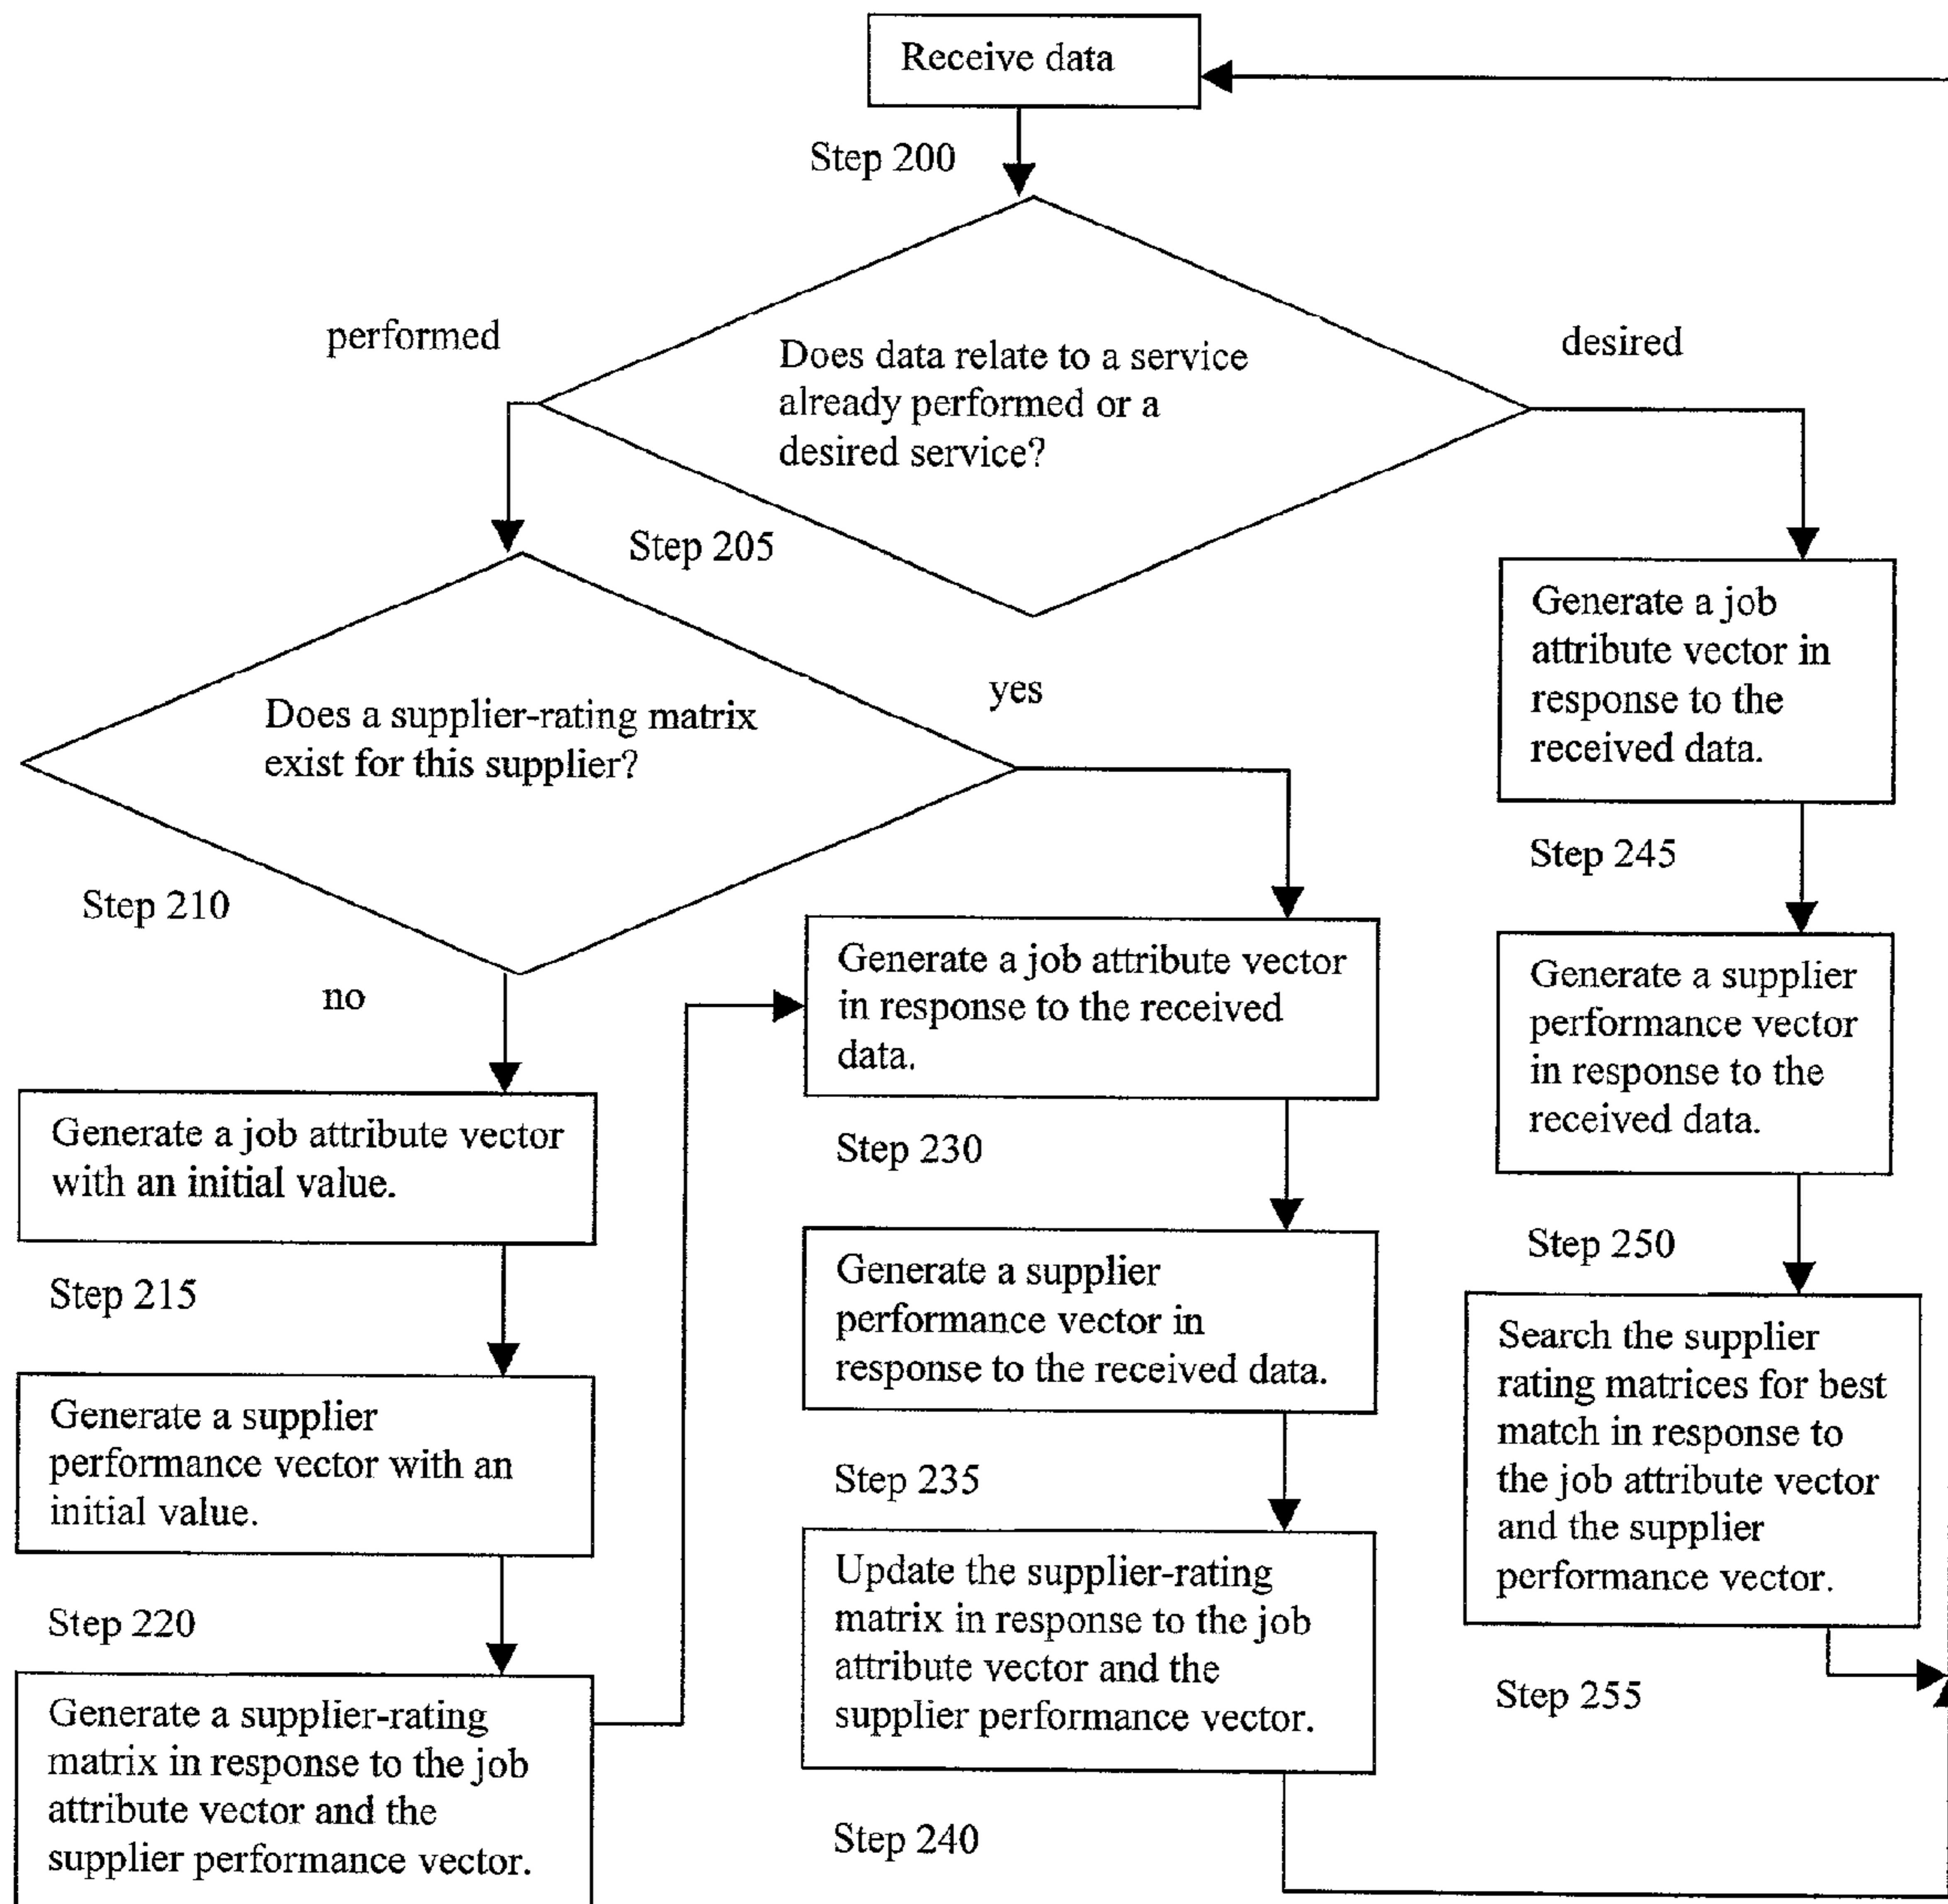 Receive data
Step 200
performed
desired
Does data relate to a service
already performed or a
desired service?
Step 205
Does a supplier-rating matrix
exist for this supplier?
yes
Step 210
no
Generate a job attribute vector
with an initial value.
Step 215
Generate a supplier
performance vector with an
initial value.
Step 220
Generate a supplier-rating
matrix in response to the job
attribute vector and the
supplier performance vector.
Generate a job attribute vector
in response to the received
data.
Step 230
Generate a supplier
performance vector in
response to the received data.
Step 235
Update the supplier-rating
matrix in response to the job
attribute vector and the
supplier performance vector.
Step 240
Generate a job
attribute vector in
response to the
received data.
Step 245
Generate a supplier
performance vector
in response to the
received data.
Step 250
Search the supplier
rating matrices for best
match in response to
the job attribute vector
and the supplier
performance vector.
Step 255